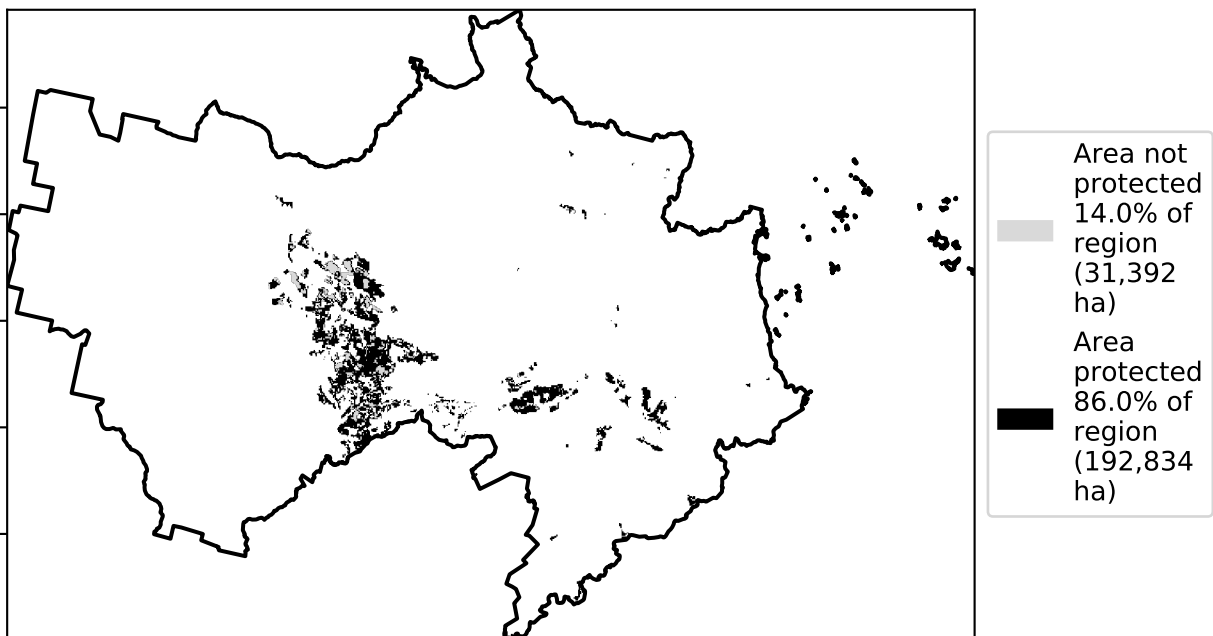 Area not
protected
14.0% of
region
(31,392
ha)
Area
protected
86.0% of
region
(192,834
ha)